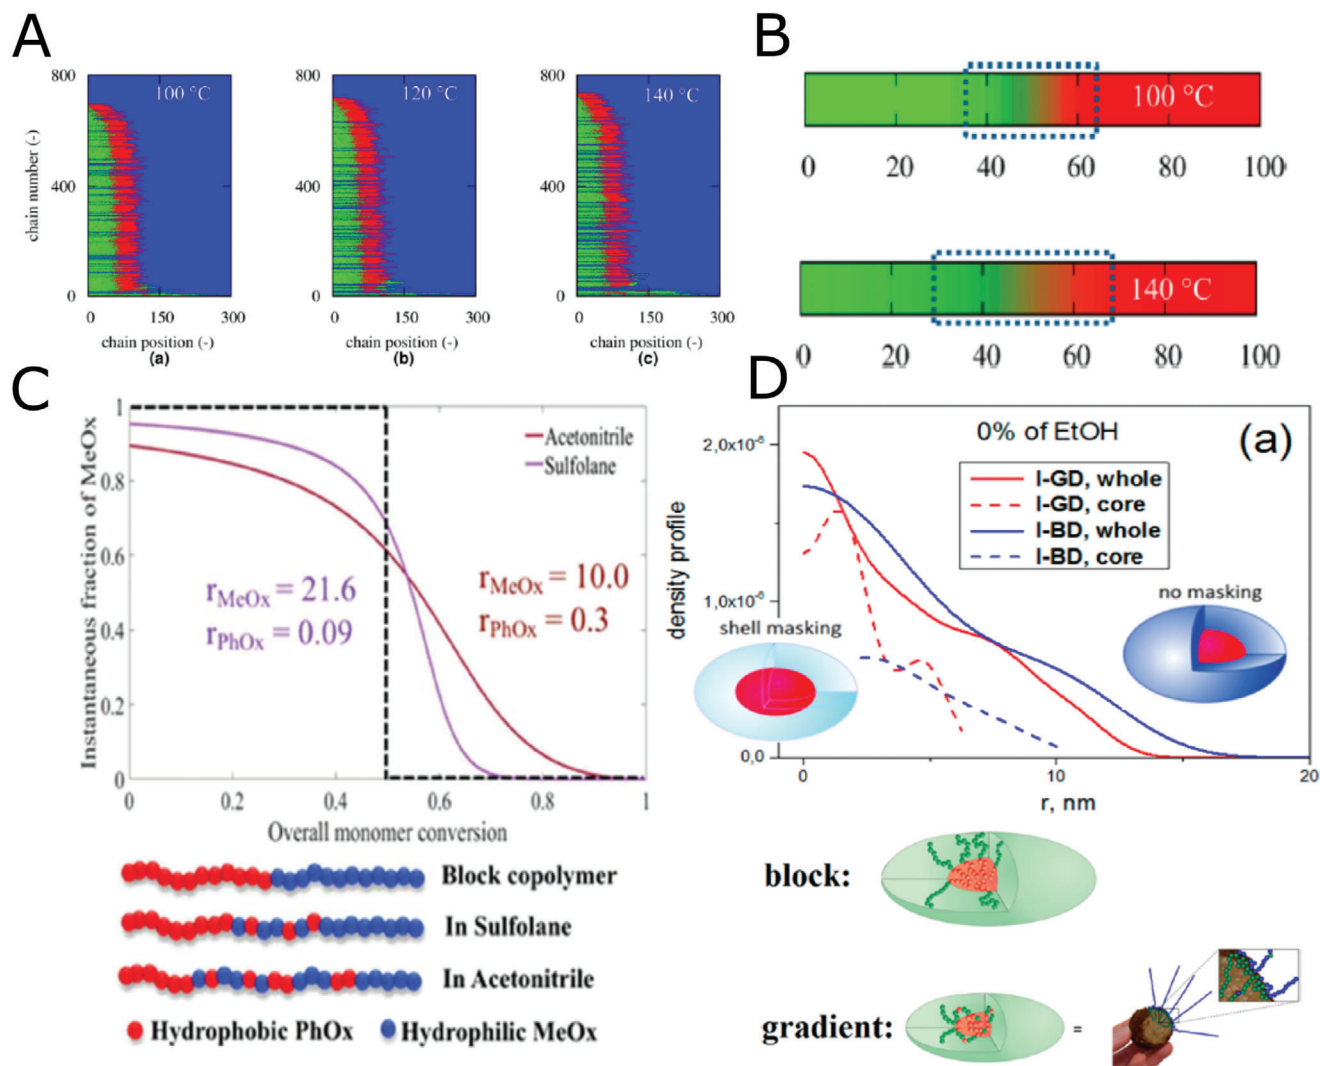 A
800
400
0
chain number (-)
100 °C
0 150 300
chain position (-)
(a)
800
400
0
120 °C
0 150 300
chain position (-)
(b)
800
400
0
140 °C
0 150 300
chain position (-)
(c)
B
100 °C
0 20 40 60 80 100
140 °C
0 20 40 60 80 100
C
Instantaneous fraction of MeOx
1
0.8
0.6
0.4
0.2
0
Acetonitrile
Sulfolane
rMeOx = 21.6
rPhOx = 0.09
rMeOx = 10.0
rPhOx = 0.3
0 0.2 0.4 0.6 0.8 1
Overall monomer conversion
Block copolymer
In Sulfolane
In Acetonitrile
Hydrophobic PhOx
Hydrophilic MeOx
D
density profile
2,0x10⁻⁶
1,0x10⁻⁶
0,0
0% of EtOH
(a)
I-GD, whole
I-GD, core
I-BD, whole
I-BD, core
shell masking
no masking
0 10 20
r, nm
block:
gradient:
=